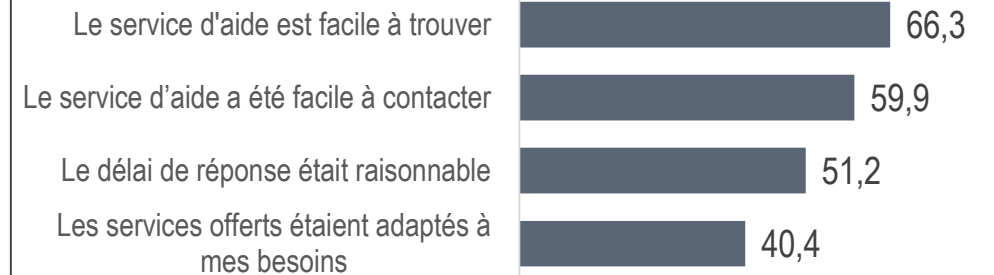 Le service d'aide est facile à trouver 66,3
Le service d’aide a été facile à contacter 59,9
Le délai de réponse était raisonnable 51,2
Les services offerts étaient adaptés à
mes besoins 40,4